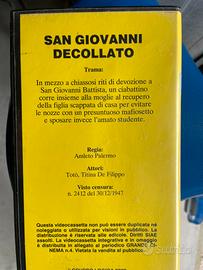 SAN GIOVANNI
DECOLLATO
Trama:
In mezzo a chiassosi riti di devozione a
San Giovanni Battista, un ciabattino
corre insieme alla moglie al recupero
della figlia scappata di casa per evitare
le nozze con un presuntuoso mafiosetto
e sposare invece l'amato studente.
Regia:
Amleto Palermo
Attori:
Totò, Titina De Filippo
Visto censura:
n. 2412 del 30/12/1947
Questa videocassetta non può essere duplicata né
noleggiata o utilizzata per visioni in pubblico. La
distribuzione è riservata alle edicole. Diritti SIAE
assolti. La videocassetta integrativa e in omaggio è
distribuita in allegato al periodico GRANDE
NEMA n.4. Vietata la vendita al pubblico.